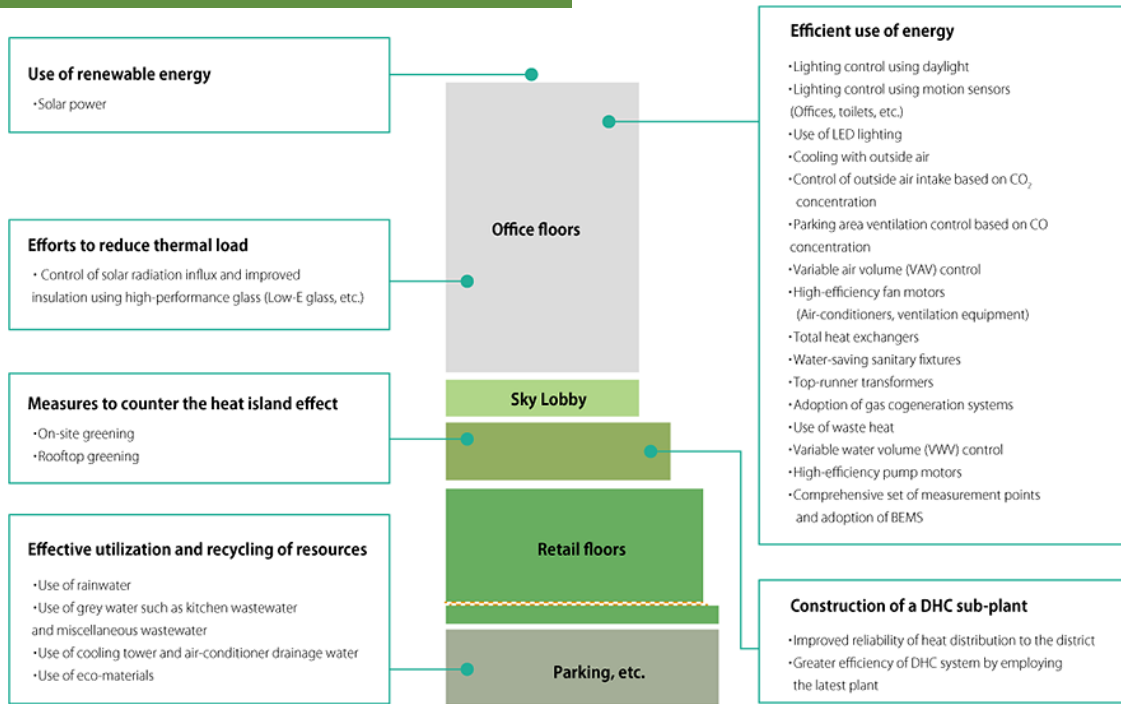 Use of renewable energy
・Solar power
Efforts to reduce thermal load
・ Control of solar radiation influx and improved
insulation using high-performance glass (Low-E glass, etc.)
Measures to counter the heat island effect
・On-site greening
・Rooftop greening
Effective utilization and recycling of resources
・Use of rainwater
・Use of grey water such as kitchen wastewater
and miscellaneous wastewater
・Use of cooling tower and air-conditioner drainage water
・Use of eco-materials
Office floors
Sky Lobby
Retail floors
Parking, etc.
Efficient use of energy
・Lighting control using daylight
・Lighting control using motion sensors
(Offices, toilets, etc.)
・Use of LED lighting
・Cooling with outside air
・Control of outside air intake based on CO₂
concentration
・Parking area ventilation control based on CO
concentration
・Variable air volume (VAV) control
・High-efficiency fan motors
(Air-conditioners, ventilation equipment)
・Total heat exchangers
・Water-saving sanitary fixtures
・Top-runner transformers
・Adoption of gas cogeneration systems
・Use of waste heat
・Variable water volume (VWV) control
・High-efficiency pump motors
・Comprehensive set of measurement points
and adoption of BEMS
Construction of a DHC sub-plant
・Improved reliability of heat distribution to the district
・Greater efficiency of DHC system by employing
the latest plant